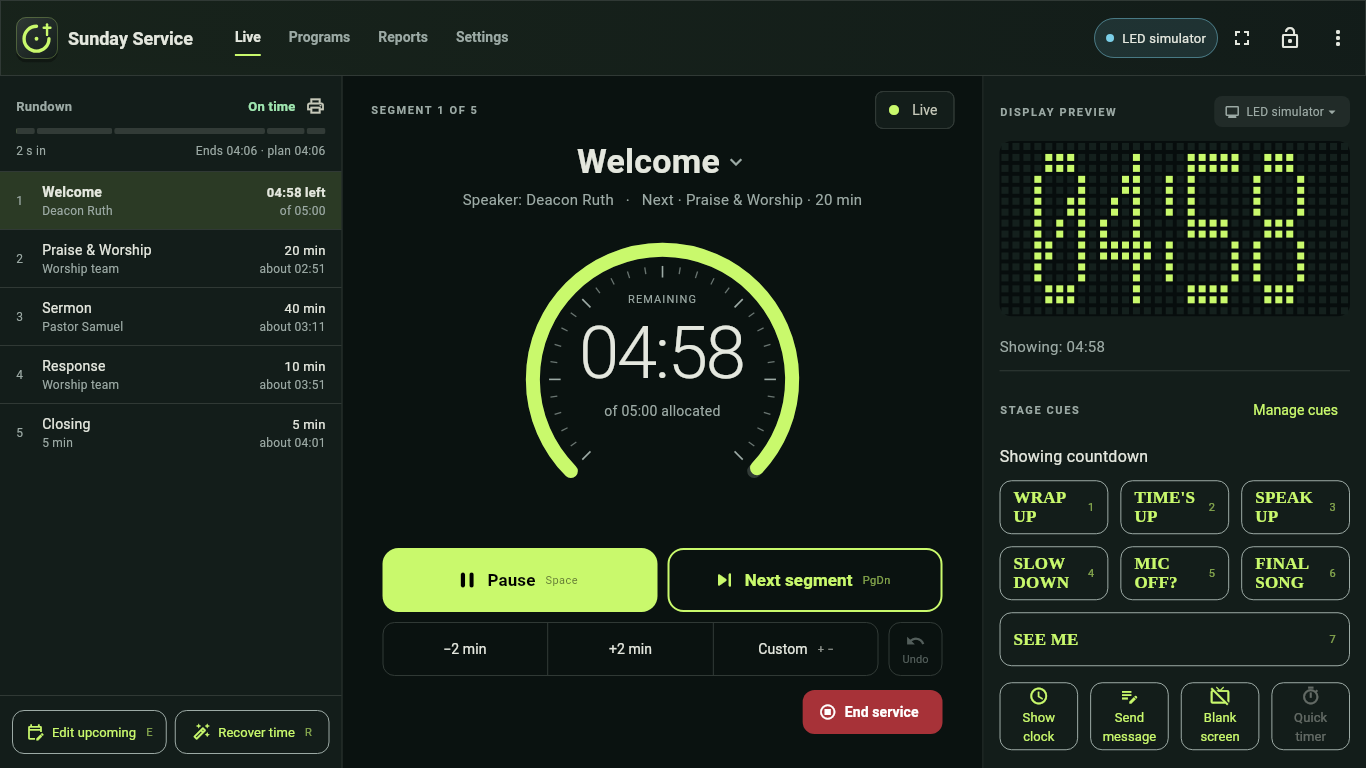 Sunday Service
Live
Programs
Reports
Settings
LED simulator
Rundown
On time
2 s in
Ends 04:06 · plan 04:06
1
Welcome
04:58 left
Deacon Ruth
of 05:00
2
Praise & Worship
20 min
Worship team
about 02:51
3
Sermon
40 min
Pastor Samuel
about 03:11
4
Response
10 min
Worship team
about 03:51
5
Closing
5 min
5 min
about 04:01
Edit upcoming E
Recover time R
SEGMENT 1 OF 5
Live
Welcome
Speaker: Deacon Ruth · Next · Praise & Worship · 20 min
REMAINING
04:58
of 05:00 allocated
Pause Space
Next segment PgDn
−2 min
+2 min
Custom + −
Undo
End service
DISPLAY PREVIEW
LED simulator
04:58
Showing: 04:58
STAGE CUES
Manage cues
Showing countdown
WRAP
UP
1
TIME'S
UP
2
SPEAK
UP
3
SLOW
DOWN
4
MIC
OFF?
5
FINAL
SONG
6
SEE ME
7
Show
clock
Send
message
Blank
screen
Quick
timer